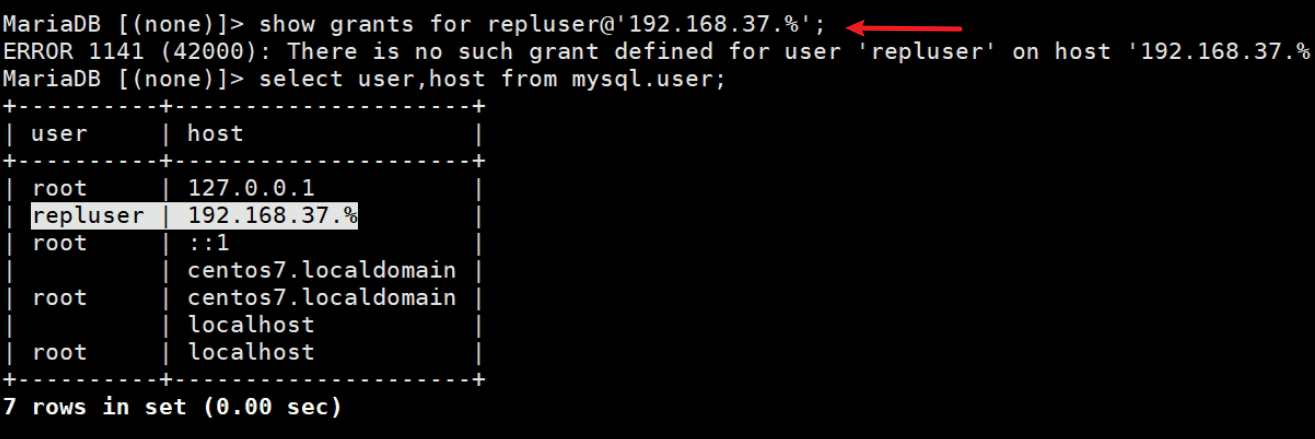 MariaDB [(none)]> show grants for repluser@'192.168.37.%';
ERROR 1141 (42000): There is no such grant defined for user 'repluser' on host '192.168.37.%
MariaDB [(none)]> select user,host from mysql.user;
+----------+---------------------+
| user     | host                |
+----------+---------------------+
| root     | 127.0.0.1           |
| repluser | 192.168.37.%        |
| root     | ::1                 |
|          | centos7.localdomain |
| root     | centos7.localdomain |
|          | localhost           |
| root     | localhost           |
+----------+---------------------+
7 rows in set (0.00 sec)